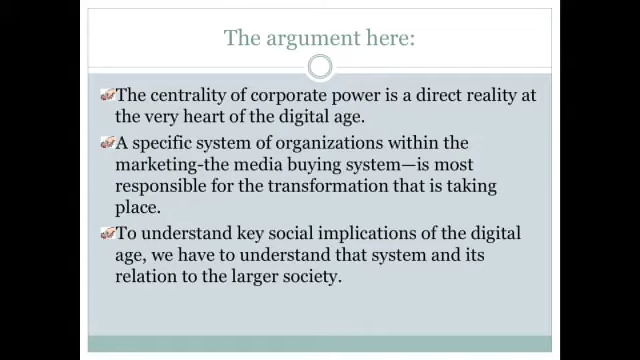 The argument here:
The centrality of corporate power is a direct reality at
the very heart of the digital age.
A specific system of organizations within the
marketing-the media buying system—is most
responsible for the transformation that is taking
place.
To understand key social implications of the digital
age, we have to understand that system and its
relation to the larger society.